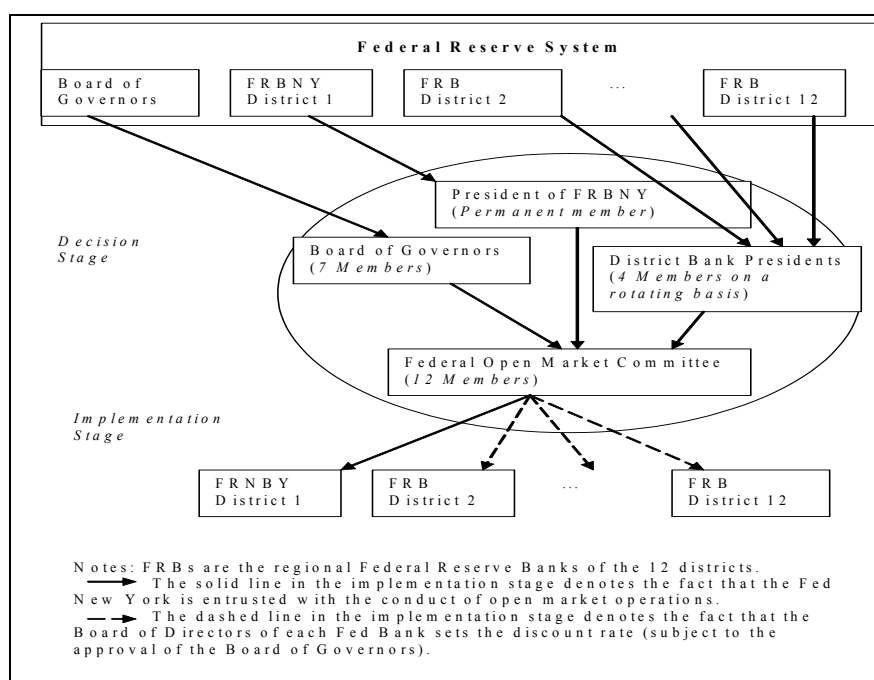 Federal Reserve System
Board of
Governors
FRBNY
District 1
FRB
District 2
...
FRB
District 12
President of FRBNY
(Permanent member)
Decision
Stage
Board of Governors
(7 Members)
District Bank Presidents
(4 Members on a
rotating basis)
Federal Open Market Committee
(12 Members)
Implementation
Stage
FRNBY
District 1
FRB
District 2
...
FRB
District 12
Notes: FRBs are the regional Federal Reserve Banks of the 12 districts.
The solid line in the implementation stage denotes the fact that the Fed
New York is entrusted with the conduct of open market operations.
The dashed line in the implementation stage denotes the fact that the
Board of Directors of each Fed Bank sets the discount rate (subject to the
approval of the Board of Governors).